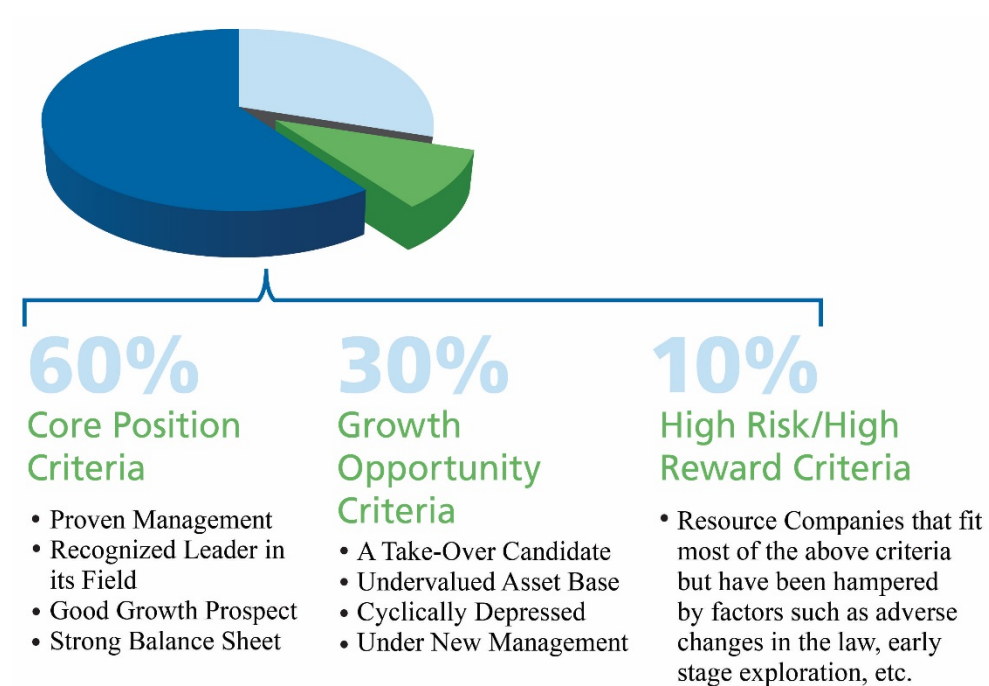 60%
Core Position
Criteria
• Proven Management
• Recognized Leader in
its Field
• Good Growth Prospect
• Strong Balance Sheet
30%
Growth
Opportunity
Criteria
• A Take-Over Candidate
• Undervalued Asset Base
• Cyclically Depressed
• Under New Management
10%
High Risk/High
Reward Criteria
• Resource Companies that fit
most of the above criteria
but have been hampered
by factors such as adverse
changes in the law, early
stage exploration, etc.